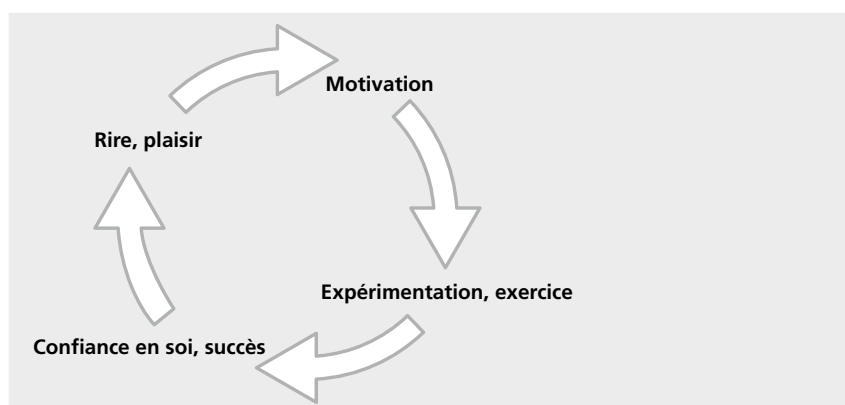 Motivation
Rire, plaisir
Expérimentation, exercice
Confiance en soi, succès